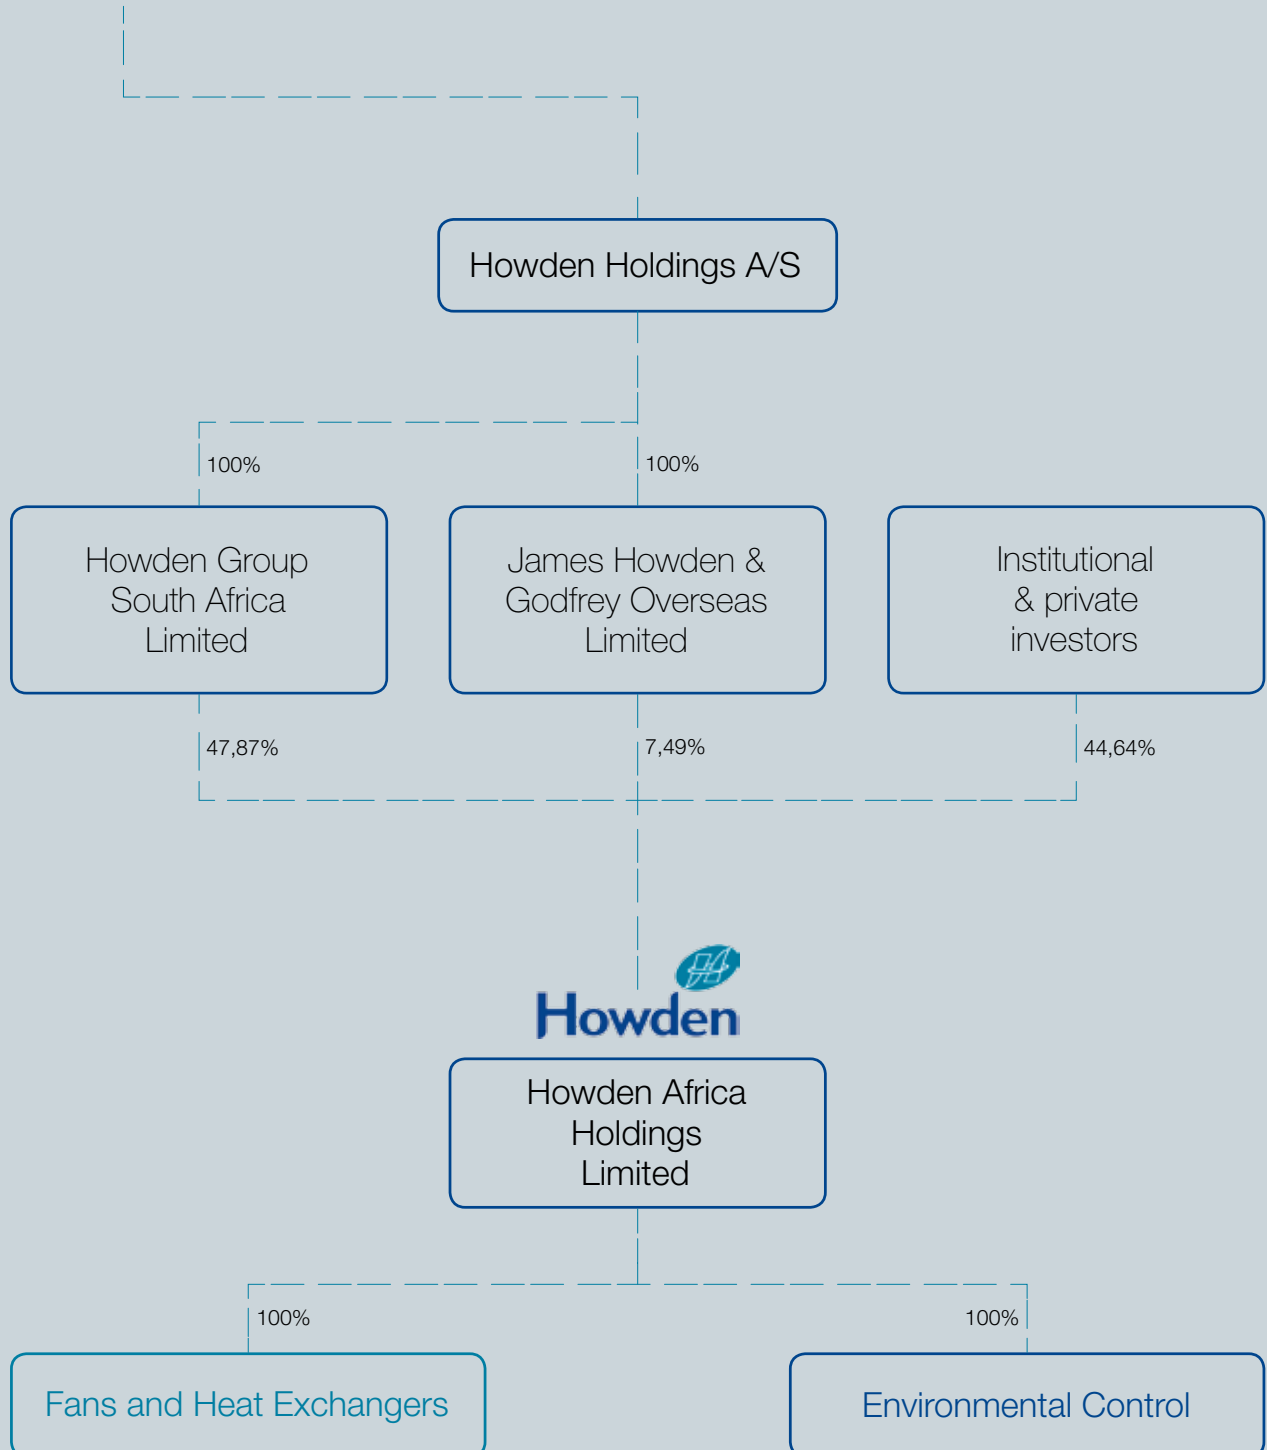 Howden Holdings A/S
100%
100%
Howden Group
South Africa
Limited
James Howden &
Godfrey Overseas
Limited
Institutional
& private
investors
47,87%
7,49%
44,64%
Howden
Howden Africa
Holdings
Limited
100%
100%
Fans and Heat Exchangers
Environmental Control